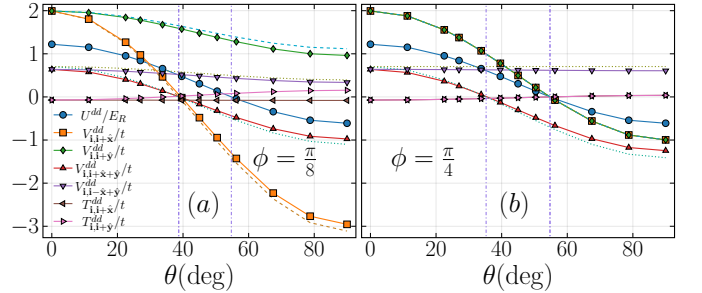 2
1
0
−1
−2
−3
U^{dd}/E_R
V^{dd}_{i,i+x̂}/t
V^{dd}_{i,i+ŷ}/t
V^{dd}_{i,i+x̂+ŷ}/t
V^{dd}_{i,i−x̂+ŷ}/t
T^{dd}_{i,i+x̂}/t
T^{dd}_{i,i+ŷ}/t
ϕ = π/8
(a)
0 20 40 60 80
θ(deg)
ϕ = π/4
(b)
0 20 40 60 80
θ(deg)